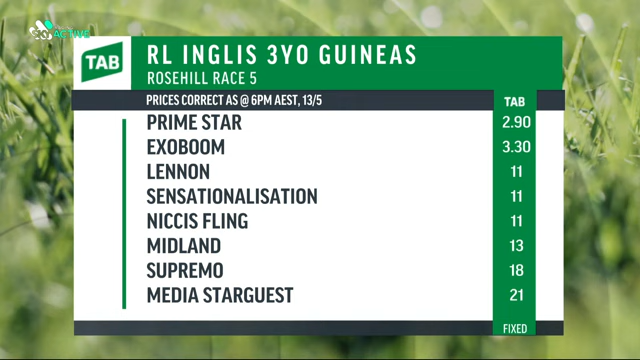 ACTIVE
TAB
RL INGLIS 3YO GUINEAS
ROSEHILL RACE 5
PRICES CORRECT AS @ 6PM AEST, 13/5 TAB
PRIME STAR 2.90
EXOBOOM 3.30
LENNON 11
SENSATIONALISATION 11
NICCIS FLING 11
MIDLAND 13
SUPREMO 18
MEDIA STARGUEST 21
FIXED